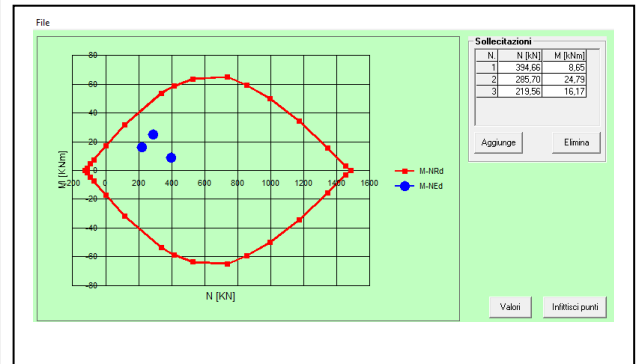 File
80
60
40
20
0
-200 0 200 400 600 800 1000 1200 1400 1600
-20
-40
-60
-80
M [KNm]
N [KN]
M-NRd
M-NEd
Sollecitazioni
N. N [kN] M [kNm]
1 394,66 8,65
2 285,70 24,79
3 219,56 16,17
Aggiunge Elimina
Valori Infittisci punti